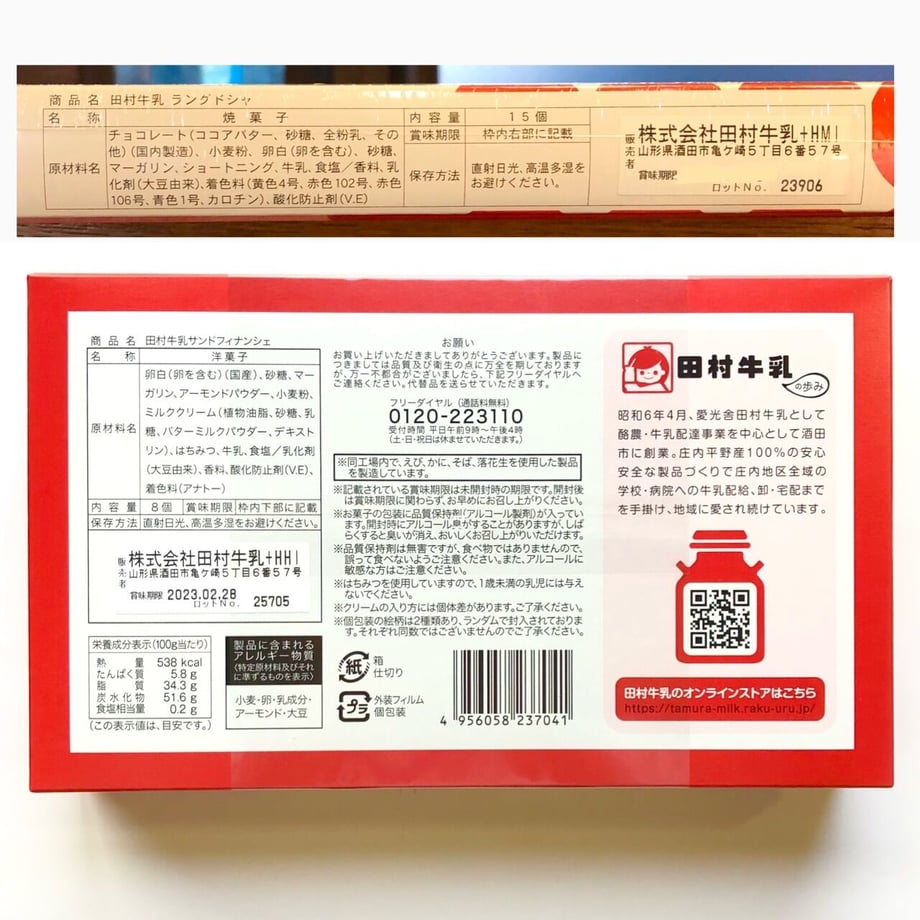 商品名 田村牛乳 ラングドシャ
名称 焼菓子
原材料名 チョコレート(ココアバター、砂糖、全粉乳、その
他)(国内製造)、小麦粉、卵白(卵を含む)、砂糖、
マーガリン、ショートニング、牛乳、食塩/香料、乳
化剤(大豆由来)、着色料(黄色4号、赤色102号、赤色
106号、青色1号、カロチン)、酸化防止剤(V.E)
内容量 15個
賞味期限 枠内右部に記載
保存方法 直射日光、高温多湿を
お避けください。
販売者 株式会社田村牛乳+HMI
山形県酒田市亀ケ崎5丁目6番57号
賞味期限
ロットNo. 23906
商品名 田村牛乳サンドフィナンシェ
名称 洋菓子
原材料名 卵白(卵を含む)(国産)、砂糖、マー
ガリン、アーモンドパウダー、小麦粉、
ミルククリーム(植物油脂、砂糖、乳
糖、バターミルクパウダー、デキスト
リン)、はちみつ、牛乳、食塩/乳化剤
(大豆由来)、香料、酸化防止剤(V.E)、
着色料(アナトー)
内容量 8個 賞味期限 枠内下部に記載
保存方法 直射日光、高温多湿をお避けください。
販売者 株式会社田村牛乳+HHI
山形県酒田市亀ケ崎5丁目6番57号
賞味期限 2023.02.28
ロットNo. 25705
栄養成分表示(100g当たり)
熱量 538 kcal
たんぱく質 5.8 g
脂質 34.3 g
炭水化物 51.6 g
食塩相当量 0.2 g
(この表示値は、目安です。)
製品に含まれる
アレルギー物質
〈特定原材料及びそれ
に準ずるものを表示〉
小麦・卵・乳成分・
アーモンド・大豆
お願い
お買い上げいただきましてありがとうございます。製品に
つきましては品質及び衛生の点に万全を期しております
が、万一不都合がございましたら、下記フリーダイヤルへ
ご連絡ください。代替品を送らせていただきます。
フリーダイヤル(通話料無料)
0120-223110
受付時間 平日午前9時〜午後4時
(土・日・祝日は休ませていただきます。)
※同工場内で、えび、かに、そば、落花生を使用した製品
を製造しています。
※記載されている賞味期限は未開封時の期限です。開封後
は賞味期限に関わらず、お早めにお召し上がりください。
※お菓子の包装に品質保持剤(アルコール製剤)が入ってい
ます。開封時にアルコール臭がすることがありますが、しば
らくすると臭いが消え、おいしくお召し上がりいただけます。
※品質保持剤は無害ですが、食べ物ではありませんので、
誤って食べないようご注意ください。また、アルコールに
敏感な方はご注意ください。
※はちみつを使用していますので、1歳未満の乳児には与え
ないでください。
※クリームの入り方には個体差があります。ご了承ください。
※個包装の絵柄は2種類あり、ランダムで封入されておりま
す。それぞれ同数ではございませんのでご了承ください。
紙 箱
仕切り
プラ 外装フィルム
個包装
4 956058 237041
田村牛乳
の歩み
昭和6年4月、愛光舎田村牛乳として
酪農・牛乳配達事業を中心として酒田
市に創業。庄内平野産100%の安心
安全な製品づくりで庄内地区全域の
学校・病院への牛乳配給、卸・宅配まで
を手掛け、地域に愛され続けています。
田村牛乳のオンラインストアはこちら
https://tamura-milk.raku-uru.jp/